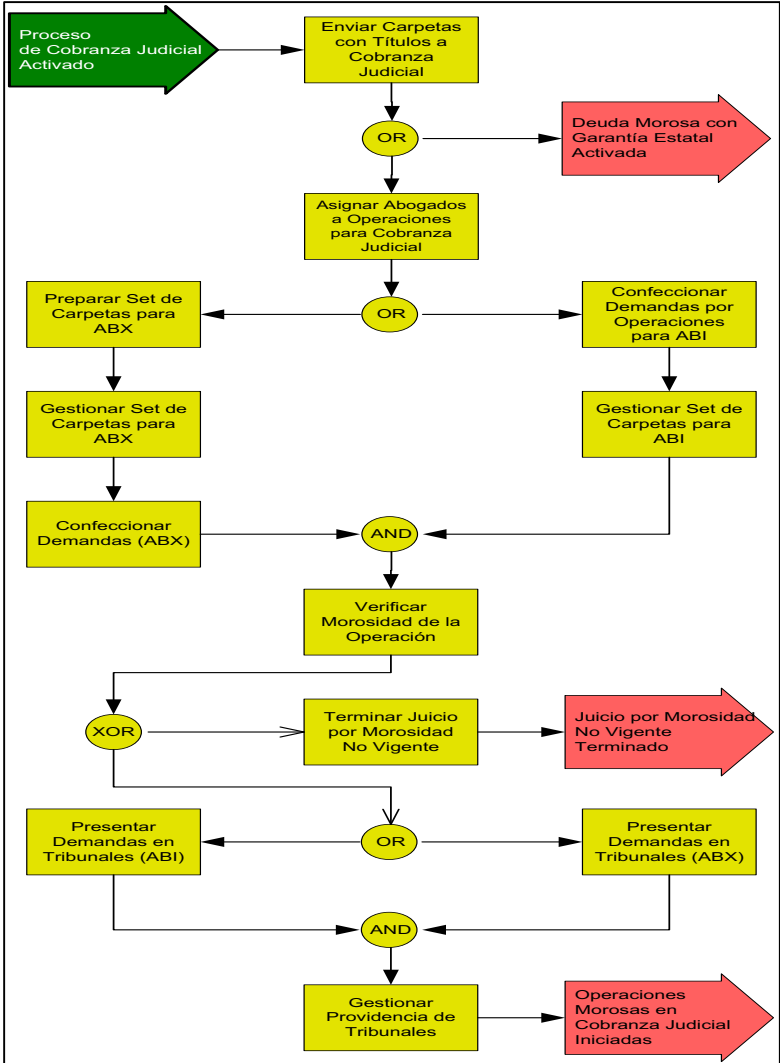 Proceso
de Cobranza Judicial
Activado
Enviar Carpetas
con Títulos a
Cobranza
Judicial
OR
Deuda Morosa con
Garantía Estatal
Activada
Asignar Abogados
a Operaciones
para Cobranza
Judicial
Preparar Set de
Carpetas para
ABX
OR
Confeccionar
Demandas por
Operaciones
para ABI
Gestionar Set de
Carpetas para
ABX
Gestionar Set de
Carpetas para
ABI
Confeccionar
Demandas (ABX)
AND
Verificar
Morosidad de la
Operación
XOR
Terminar Juicio
por Morosidad
No Vigente
Juicio por Morosidad
No Vigente
Terminado
Presentar
Demandas en
Tribunales (ABI)
OR
Presentar
Demandas en
Tribunales (ABX)
AND
Gestionar
Providencia de
Tribunales
Operaciones
Morosas en
Cobranza Judicial
Iniciadas